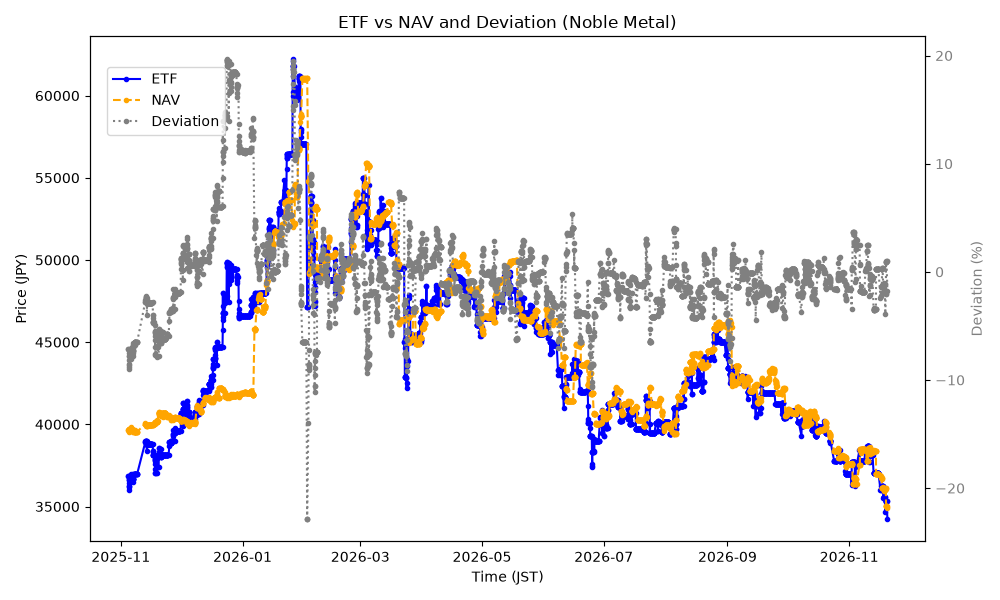 ETF vs NAV and Deviation (Noble Metal)
ETF
NAV
Deviation
Price (JPY)
60000
55000
50000
45000
40000
35000
20
10
0
−10
−20
Deviation (%)
2025-11
2026-01
2026-03
2026-05
2026-07
2026-09
2026-11
Time (JST)